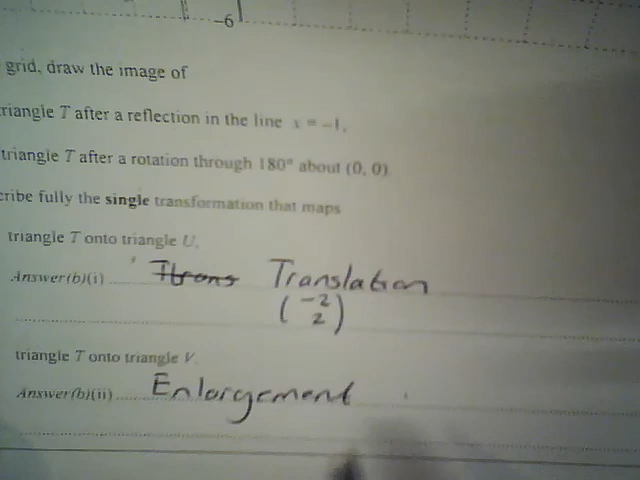 -6
grid, draw the image of
riangle T after a reflection in the line x = -1,
triangle T after a rotation through 180° about (0, 0)
cribe fully the single transformation that maps
triangle T onto triangle U,
Answer(b)(i) Translation
(-2
2)
triangle T onto triangle V.
Answer(b)(ii) Enlargement